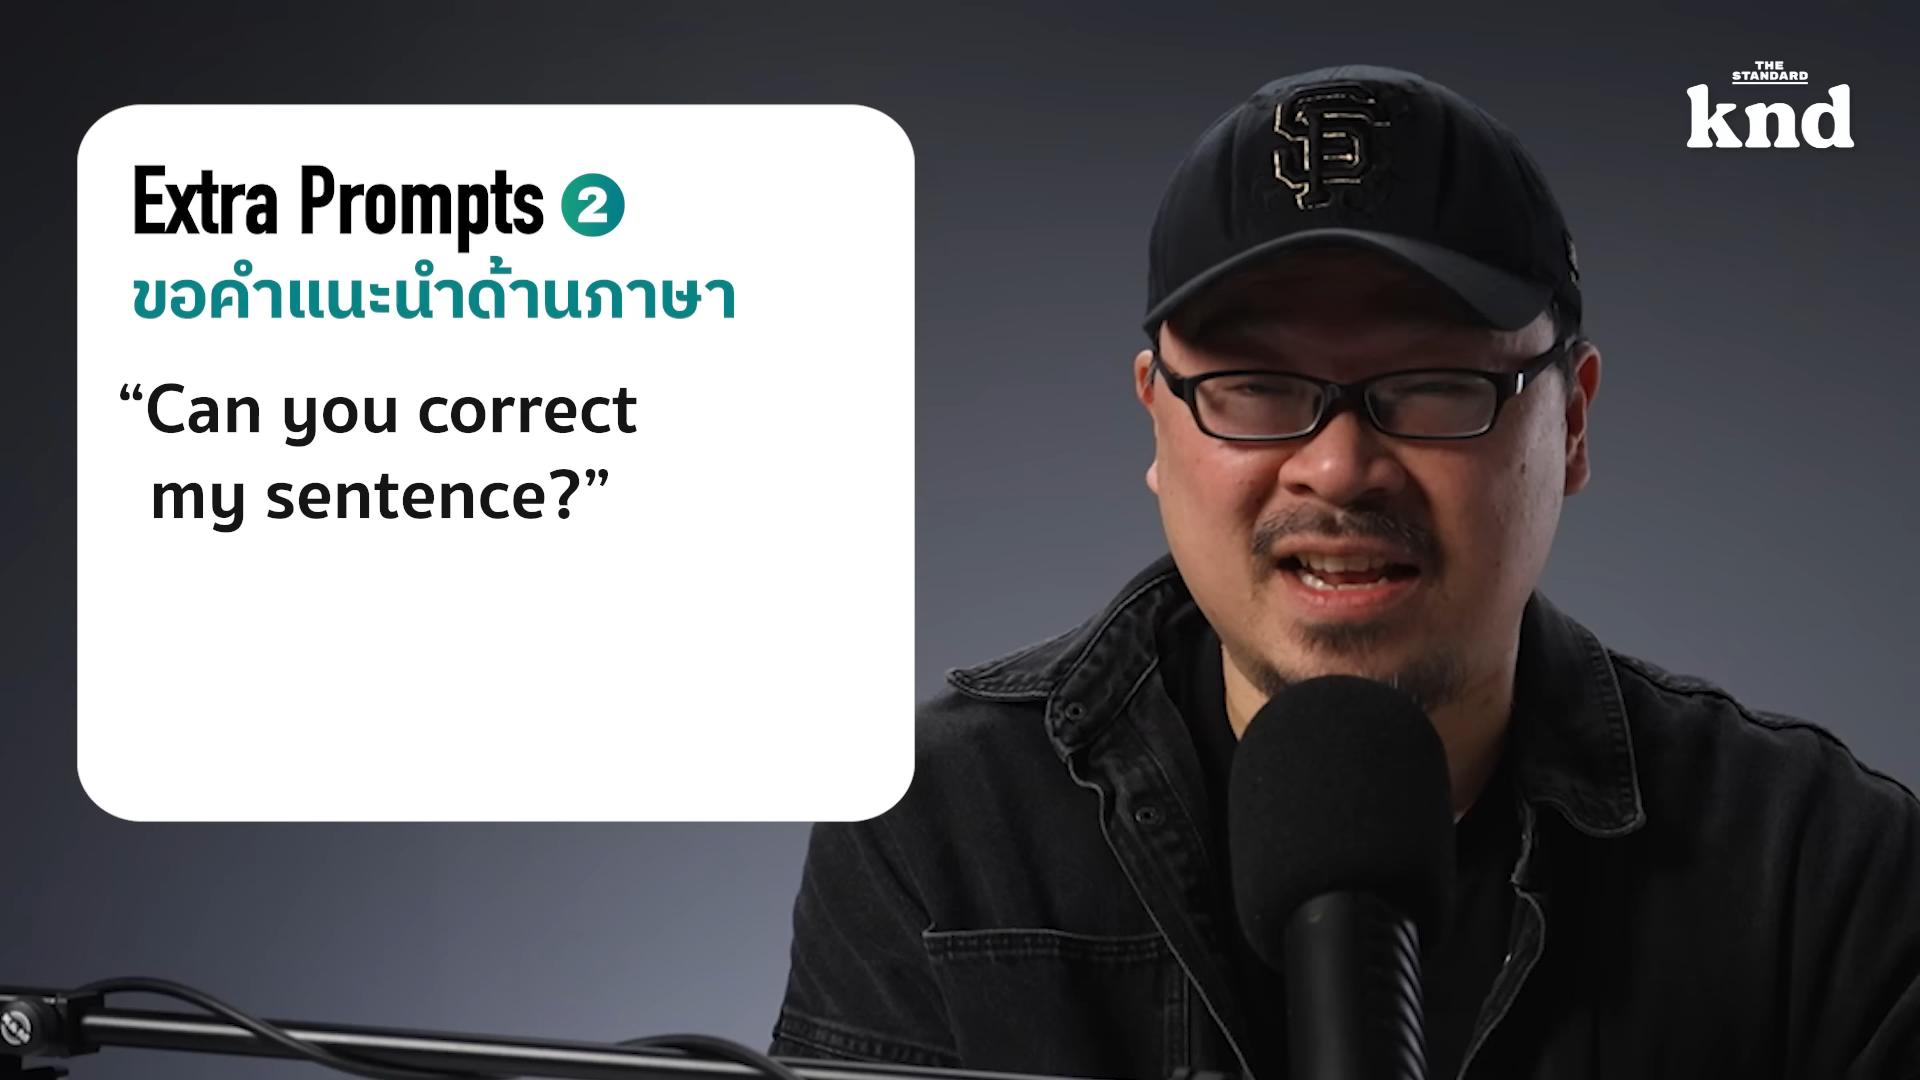 THE
STANDARD
knd
Extra Prompts 2
ขอคำแนะนำด้านภาษา
“Can you correct
my sentence?”
SF